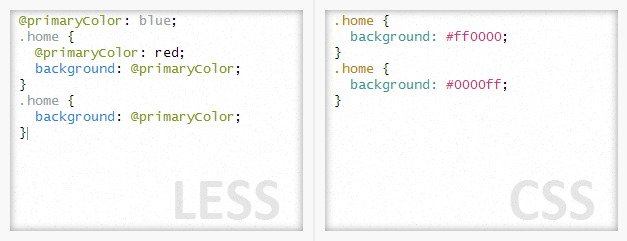 @primaryColor: blue;
.home {
  @primaryColor: red;
  background: @primaryColor;
}
.home {
  background: @primaryColor;
}
LESS
.home {
  background: #ff0000;
}
.home {
  background: #0000ff;
}
CSS